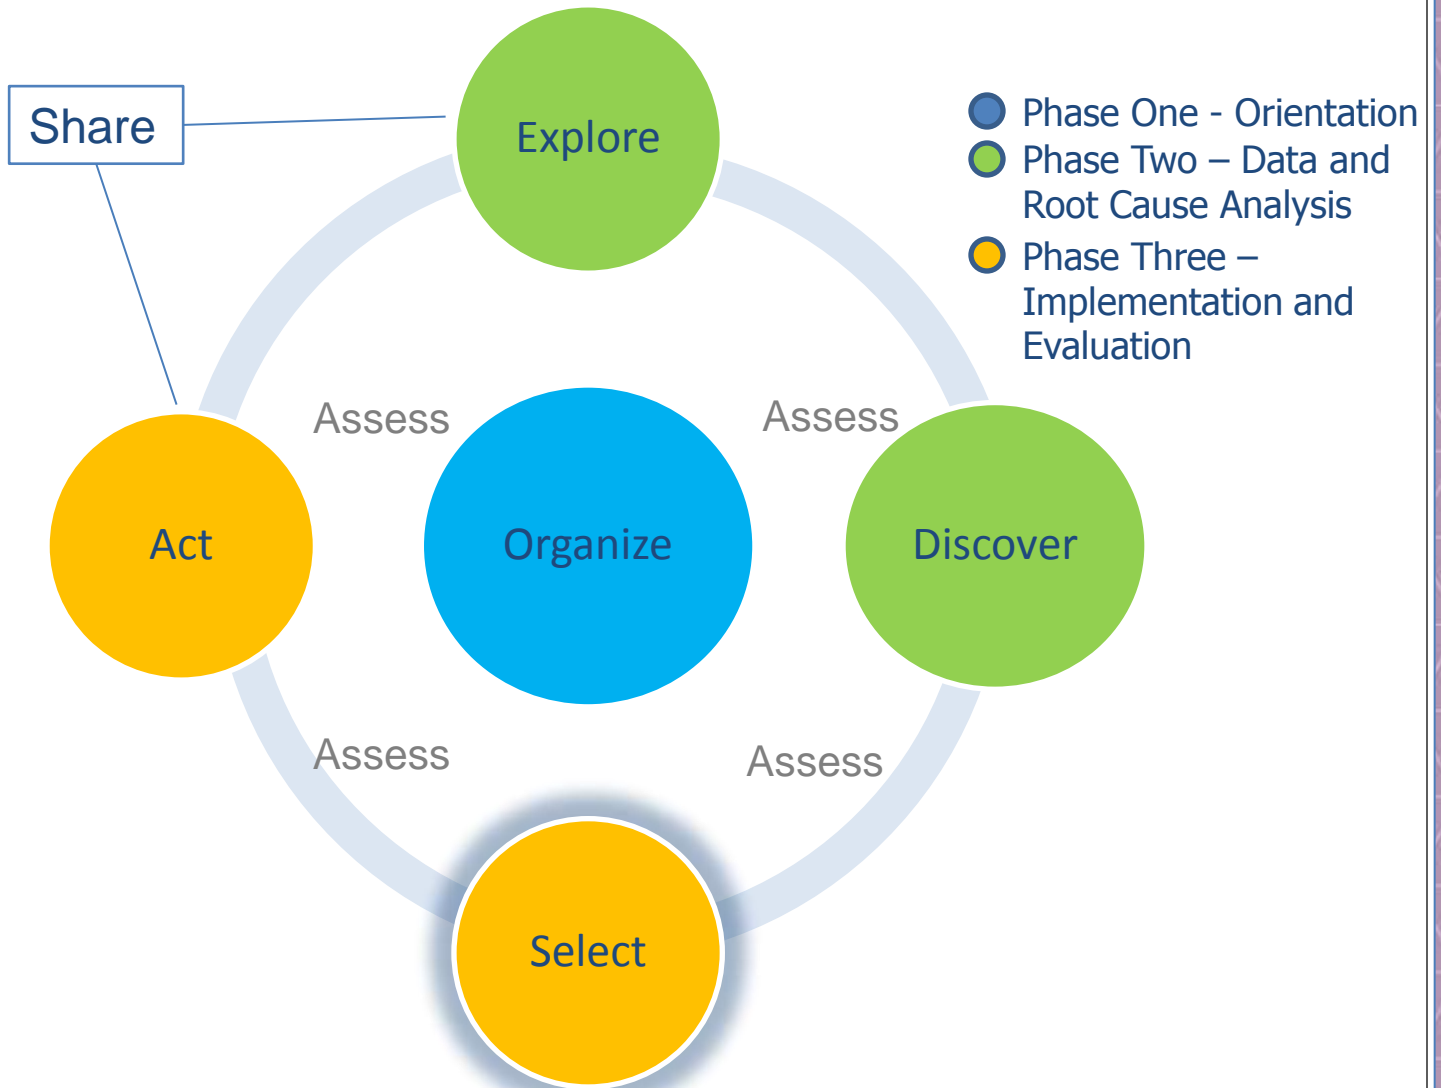 Share
Explore
Phase One - Orientation
Phase Two – Data and
Root Cause Analysis
Phase Three –
Implementation and
Evaluation
Assess
Assess
Act
Organize
Discover
Assess
Assess
Select